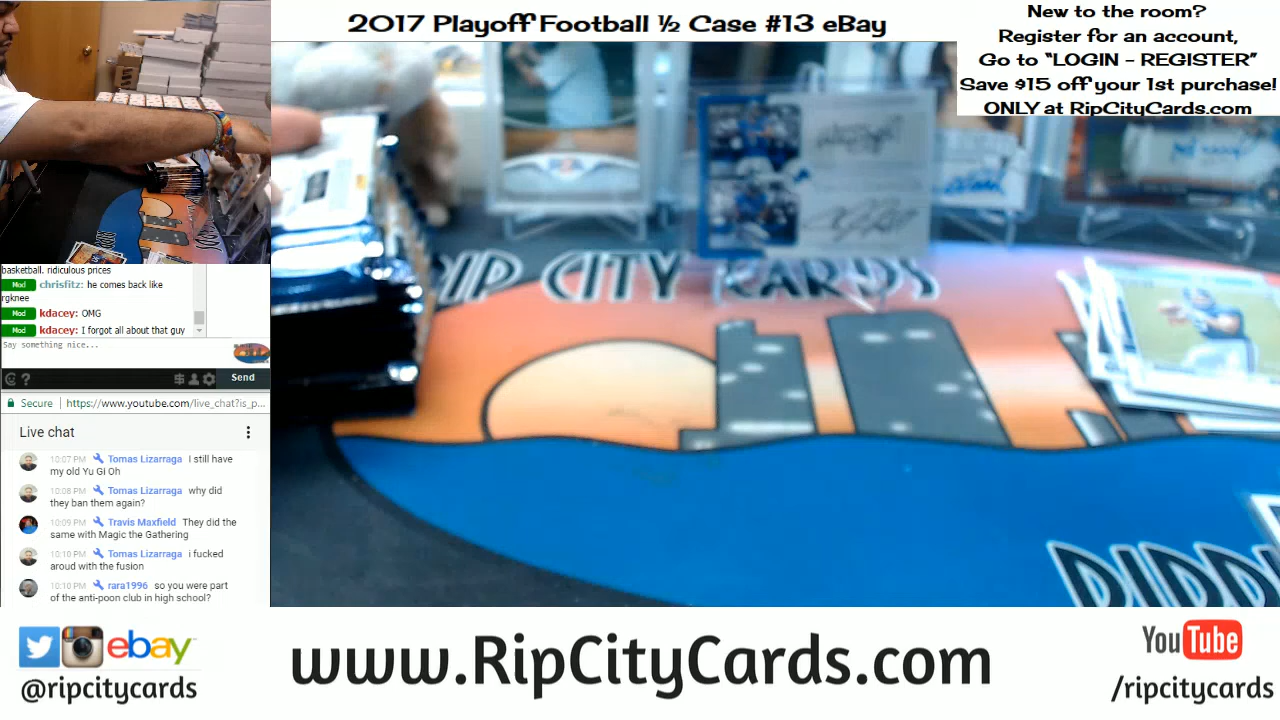 2017 Playoff Football ½ Case #13 eBay
New to the room?
Register for an account,
Go to “LOGIN - REGISTER”
Save $15 off your 1st purchase!
ONLY at RipCityCards.com
RIP CITY CARDS
basketball. ridiculous prices
Mod chrisfitz: he comes back like
rgknee
Mod kdacey: OMG
Mod kdacey: I forgot all about that guy
Say something nice...
Send
Secure https://www.youtube.com/live_chat?is_p...
Live chat
10:07 PM Tomas Lizarraga I still have
my old Yu Gi Oh
10:08 PM Tomas Lizarraga why did
they ban them again?
10:09 PM Travis Maxfield They did the
same with Magic the Gathering
10:10 PM Tomas Lizarraga i fucked
aroud with the fusion
10:10 PM rara1996 so you were part
of the anti-poon club in high school?
ebay
@ripcitycards
www.RipCityCards.com
YouTube
/ripcitycards